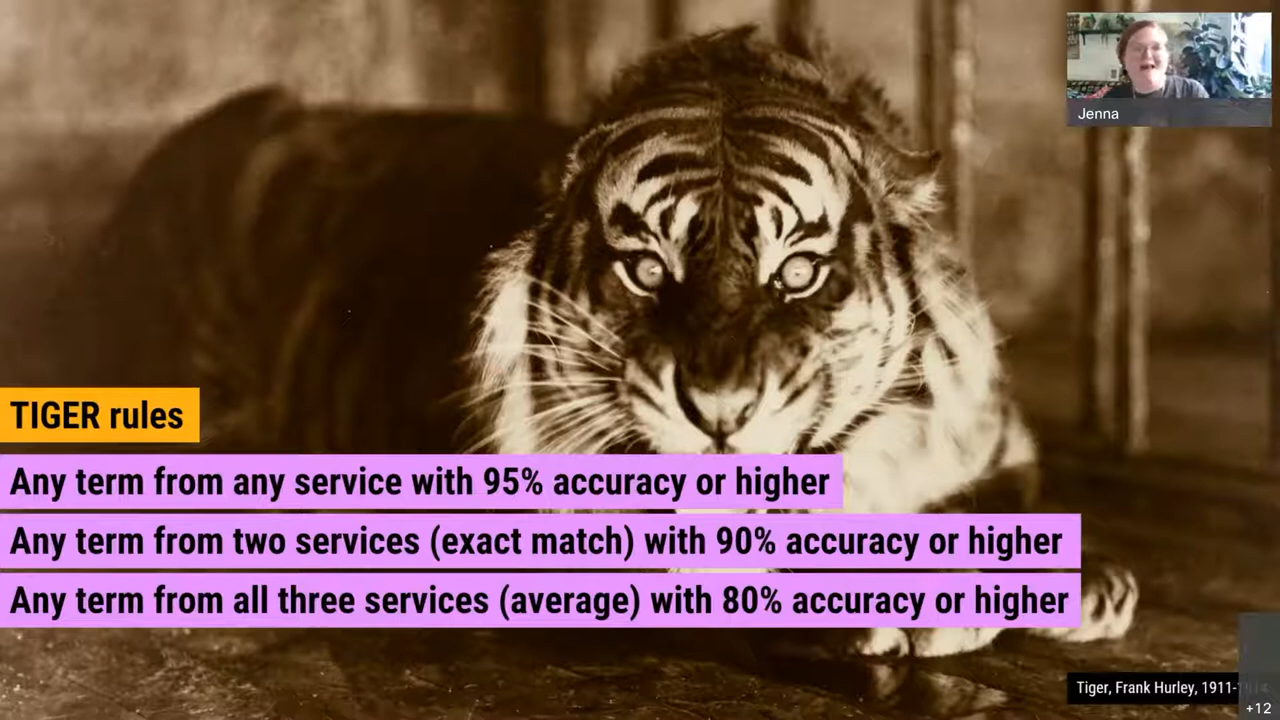 Jenna
TIGER rules
Any term from any service with 95% accuracy or higher
Any term from two services (exact match) with 90% accuracy or higher
Any term from all three services (average) with 80% accuracy or higher
Tiger, Frank Hurley, 1911-
+12